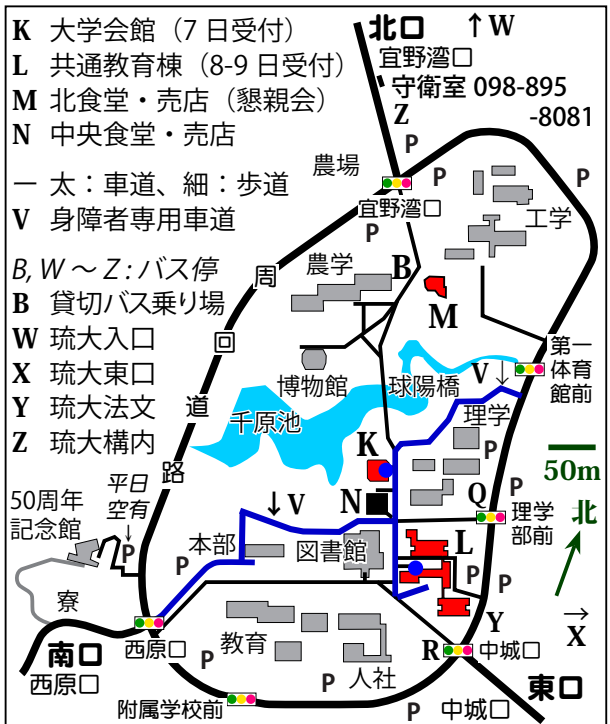 K 大学会館（7 日受付）
L 共通教育棟（8-9 日受付）
M 北食堂・売店（懇親会）
N 中央食堂・売店
― 太：車道、細：歩道
V 身障者専用車道
B, W ～ Z : バス停
B 貸切バス乗り場
W 琉大入口
X 琉大東口
Y 琉大法文
Z 琉大構内
北口 ↑W
宜野湾口
守衛室 098-895
-8081
Z
P
P
P
農場
宜野湾口
P
工学
周
農学
B
M
回
第一
体育
館前
博物館
球陽橋
V↓
道
千原池
理学
K
P
50m
路
平日
空有
↓
P
50周年
記念館
↓V
N
Q
P
理学
部前
北
本部
図書館
L
P
P
P
寮
Y
→
X
南口
西原口
西原口
教育
人社
R
中城口
P
P
東口
附属学校前
P
中城口